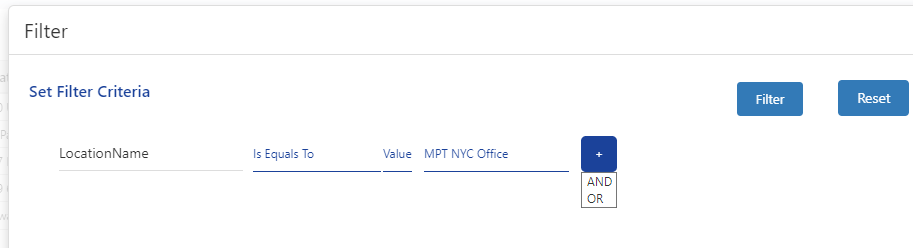 Filter
Set Filter Criteria
Filter
Reset
LocationName Is Equals To Value MPT NYC Office +
AND
OR